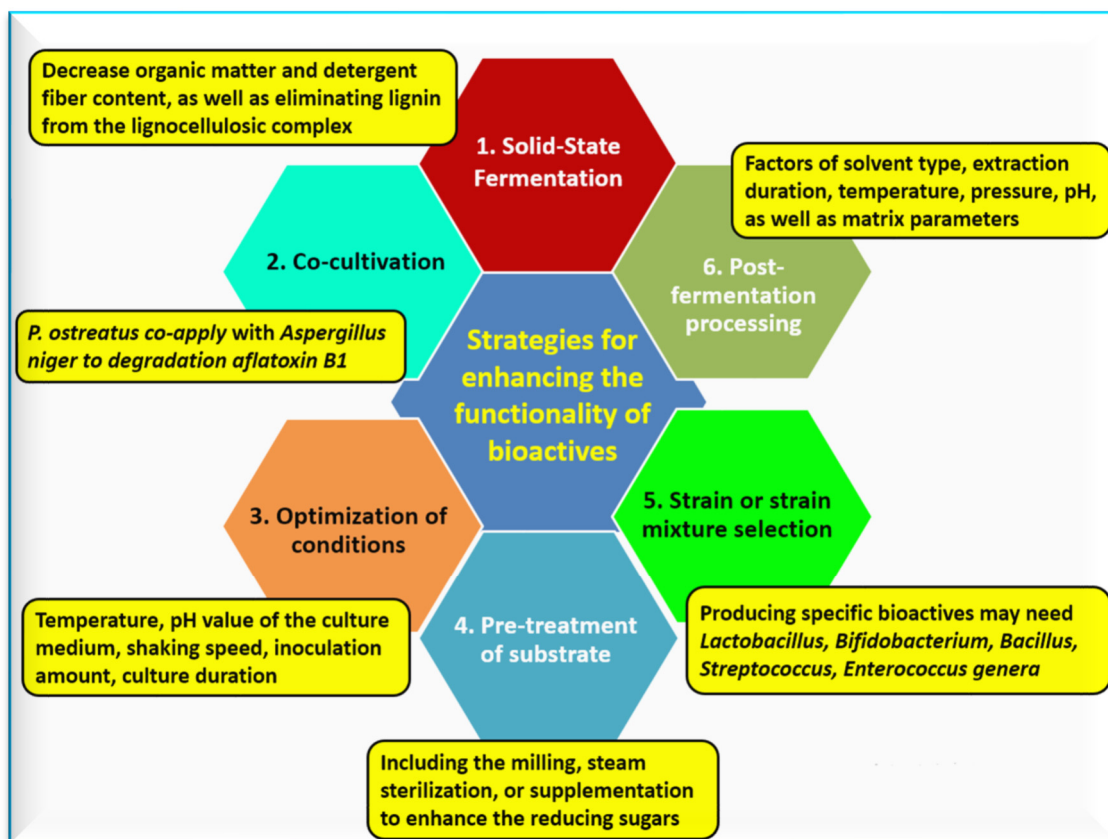 Decrease organic matter and detergent
fiber content, as well as eliminating lignin
from the lignocellulosic complex
1. Solid-State
Fermentation
Factors of solvent type, extraction
duration, temperature, pressure, pH,
as well as matrix parameters
2. Co-cultivation
6. Post-
fermentation
processing
P. ostreatus co-apply with Aspergillus
niger to degradation aflatoxin B1
Strategies for
enhancing the
functionality of
bioactives
3. Optimization of
conditions
5. Strain or strain
mixture selection
Temperature, pH value of the culture
medium, shaking speed, inoculation
amount, culture duration
4. Pre-treatment
of substrate
Producing specific bioactives may need
Lactobacillus, Bifidobacterium, Bacillus,
Streptococcus, Enterococcus genera
Including the milling, steam
sterilization, or supplementation
to enhance the reducing sugars